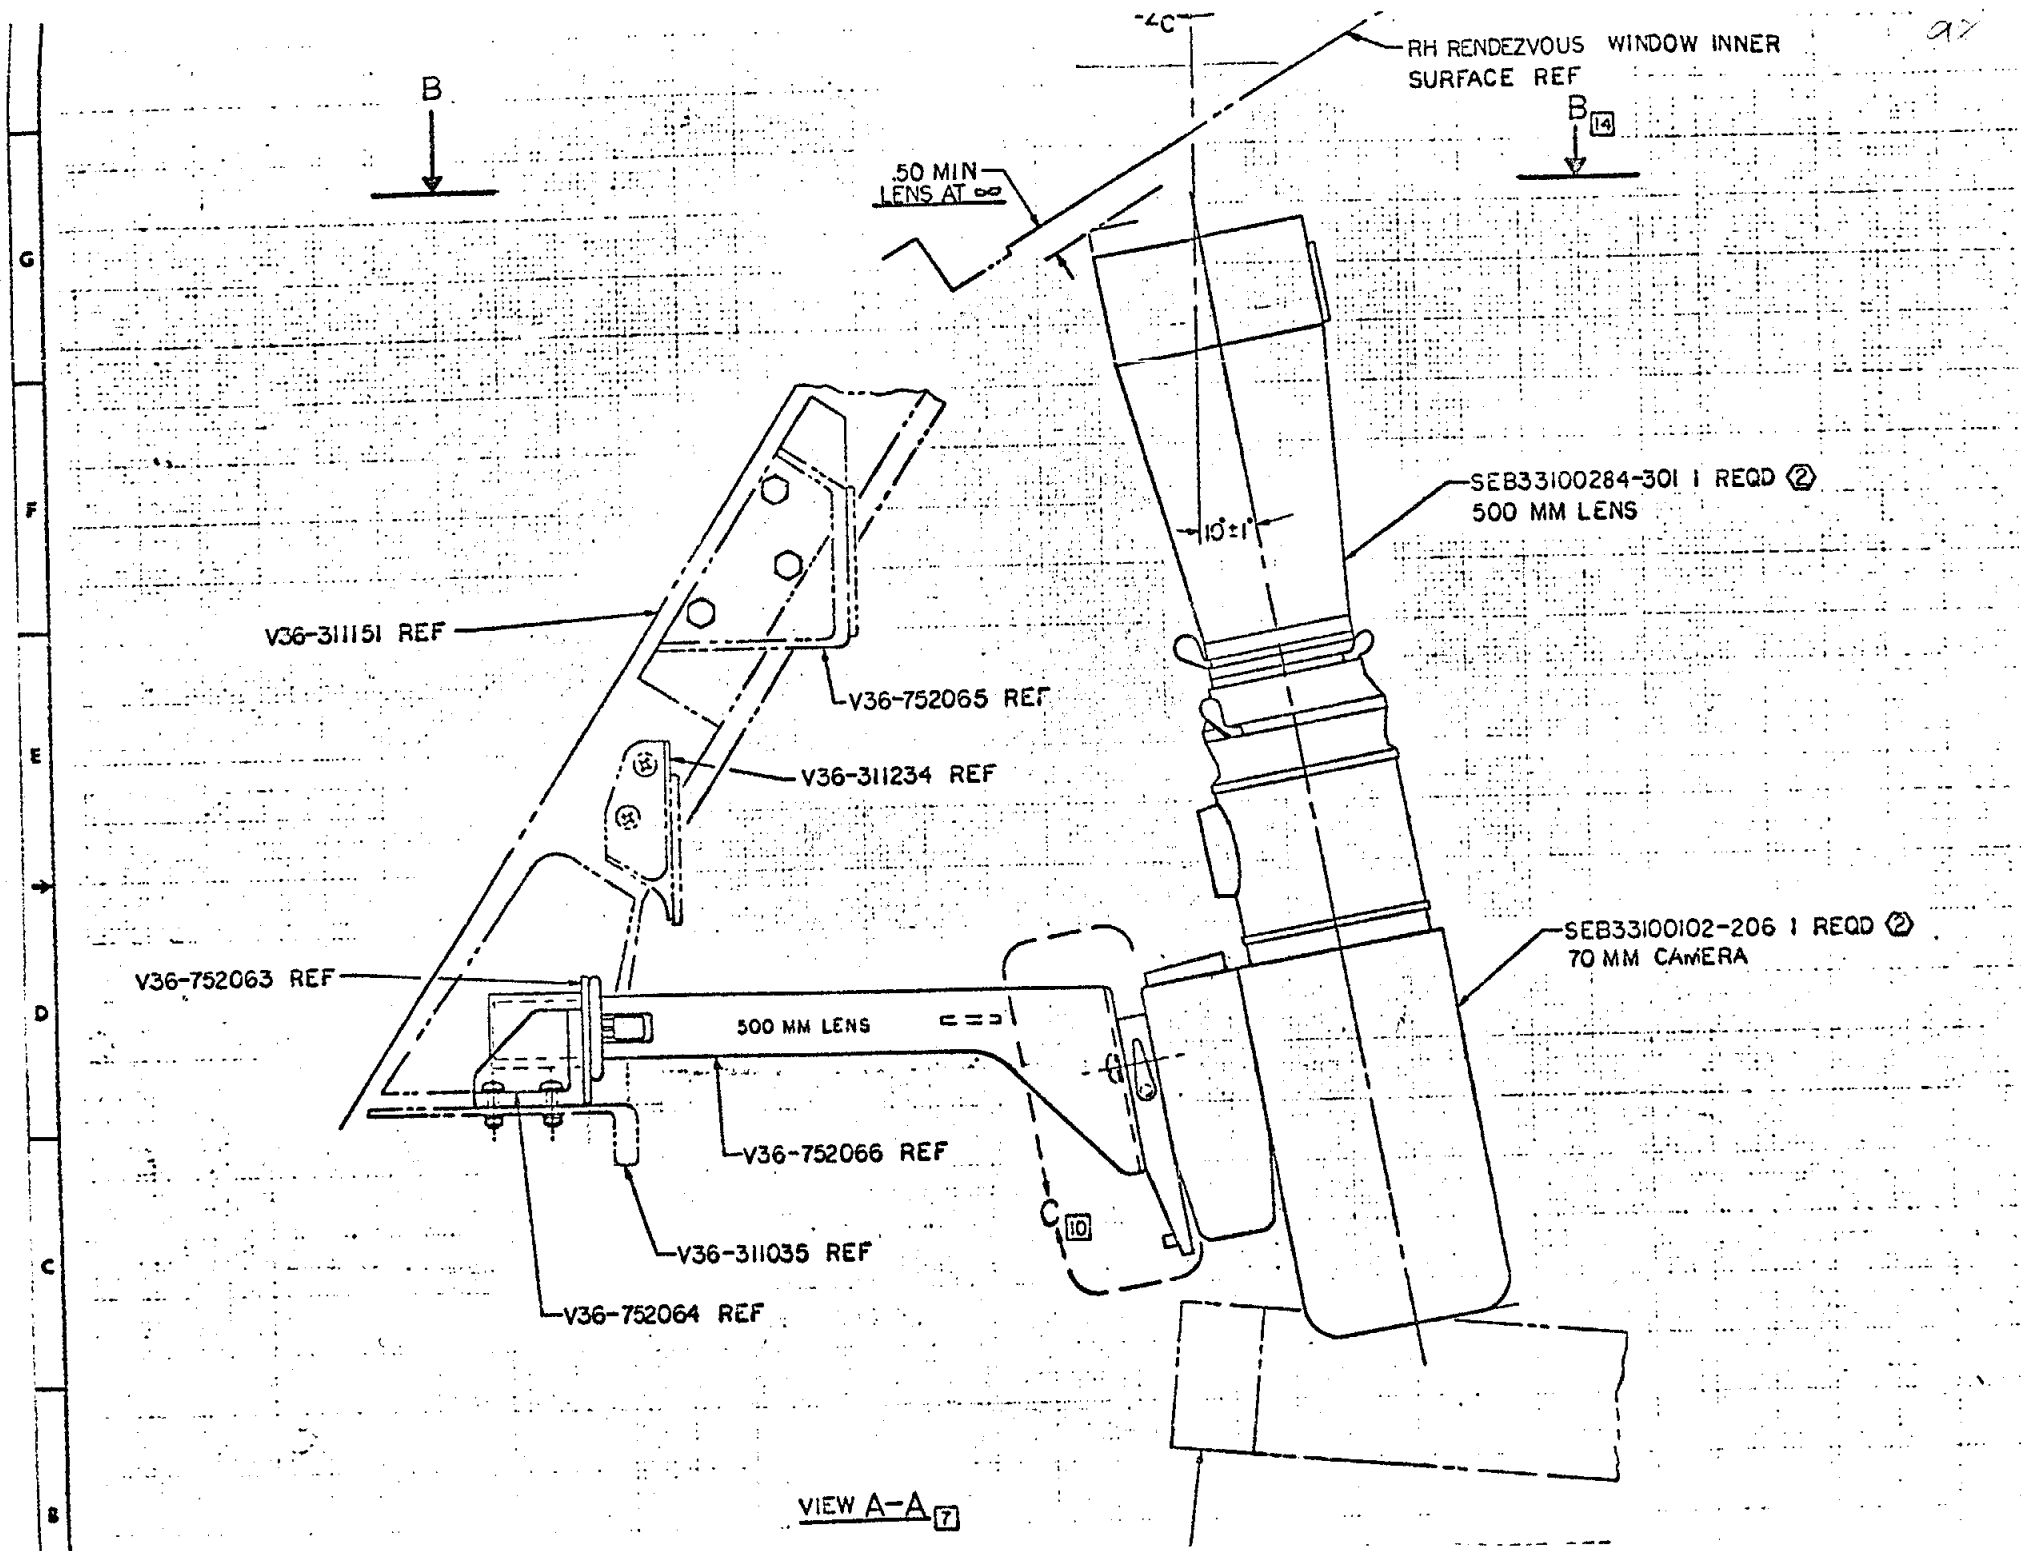 -Zc
RH RENDEZVOUS WINDOW INNER
SURFACE REF
B
B 14
.50 MIN
LENS AT ∞
G
SEB33100284-301 1 REQD 2
500 MM LENS
F
10°±1°
V36-311151 REF
V36-752065 REF
E
V36-311234 REF
SEB33100102-206 1 REQD 2
70 MM CAMERA
V36-752063 REF
D
500 MM LENS
V36-752066 REF
C 10
V36-311035 REF
C
V36-752064 REF
VIEW A-A 7
B